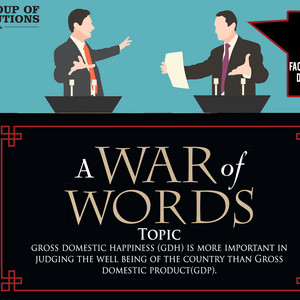 OUP OF
UTIONS
FAC
D
A WAR of
WORDS
TOPIC
GROSS DOMESTIC HAPPINESS (GDH) IS MORE IMPORTANT IN
JUDGING THE WELL BEING OF THE COUNTRY THAN GROSS
DOMESTIC PRODUCT(GDP).